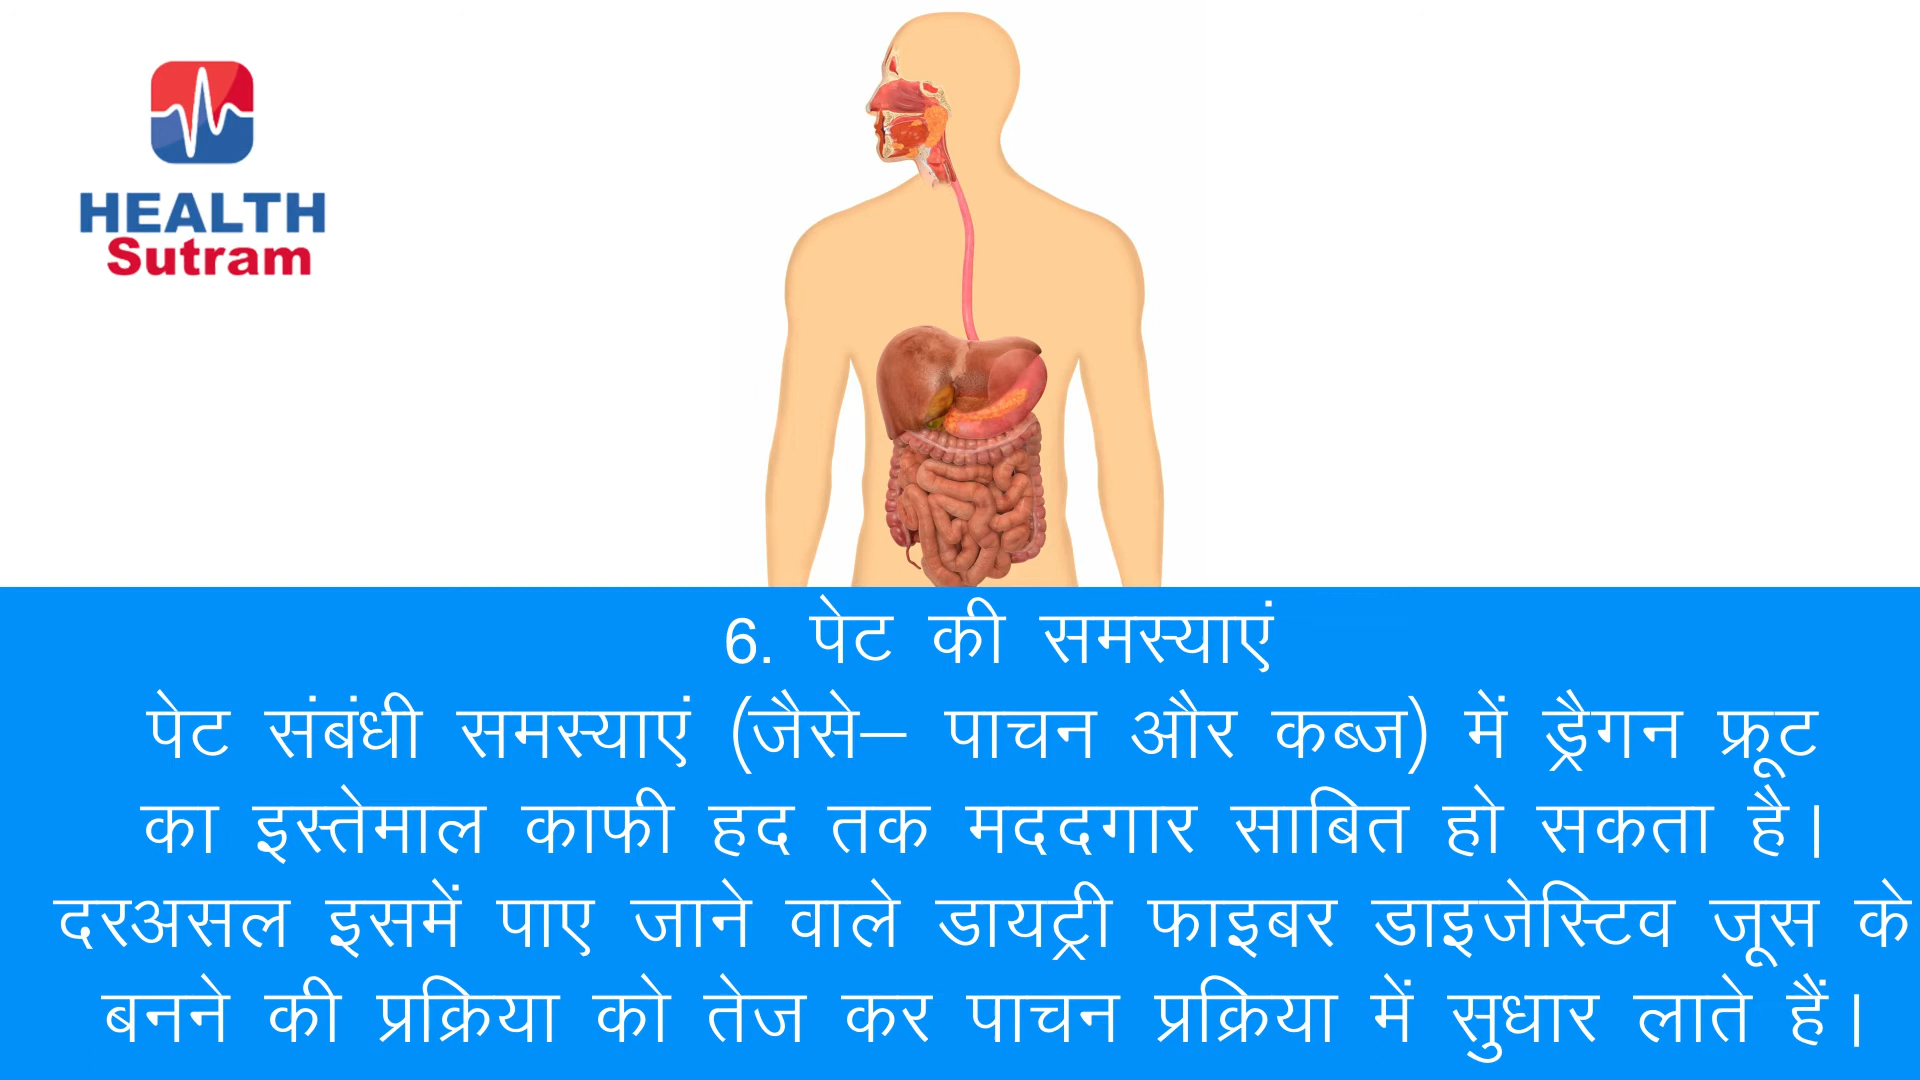 HEALTH
Sutram
6. पेट की समस्याएं
पेट संबंधी समस्याएं (जैसे– पाचन और कब्ज) में ड्रैगन फ्रूट
का इस्तेमाल काफी हद तक मददगार साबित हो सकता है।
दरअसल इसमें पाए जाने वाले डायट्री फाइबर डाइजेस्टिव जूस के
बनने की प्रक्रिया को तेज कर पाचन प्रक्रिया में सुधार लाते हैं।